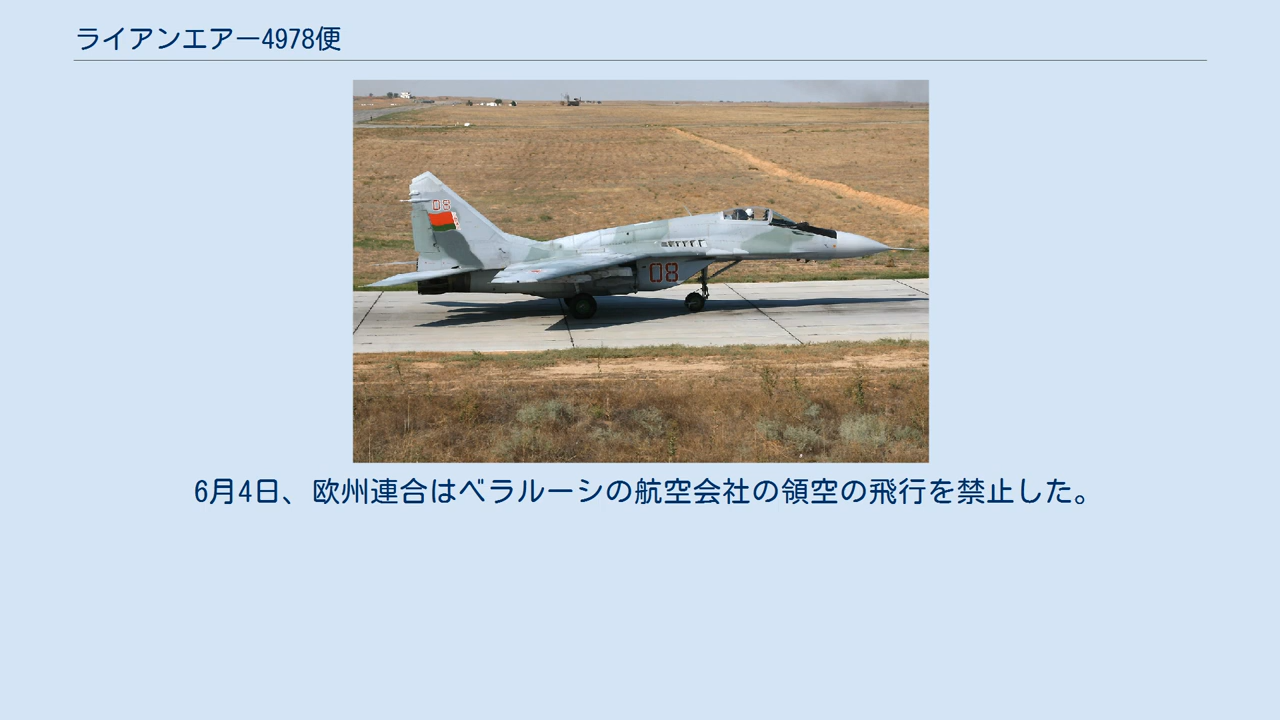 ライアンエアー4978便
08
08
6月4日、欧州連合はベラルーシの航空会社の領空の飛行を禁止した。